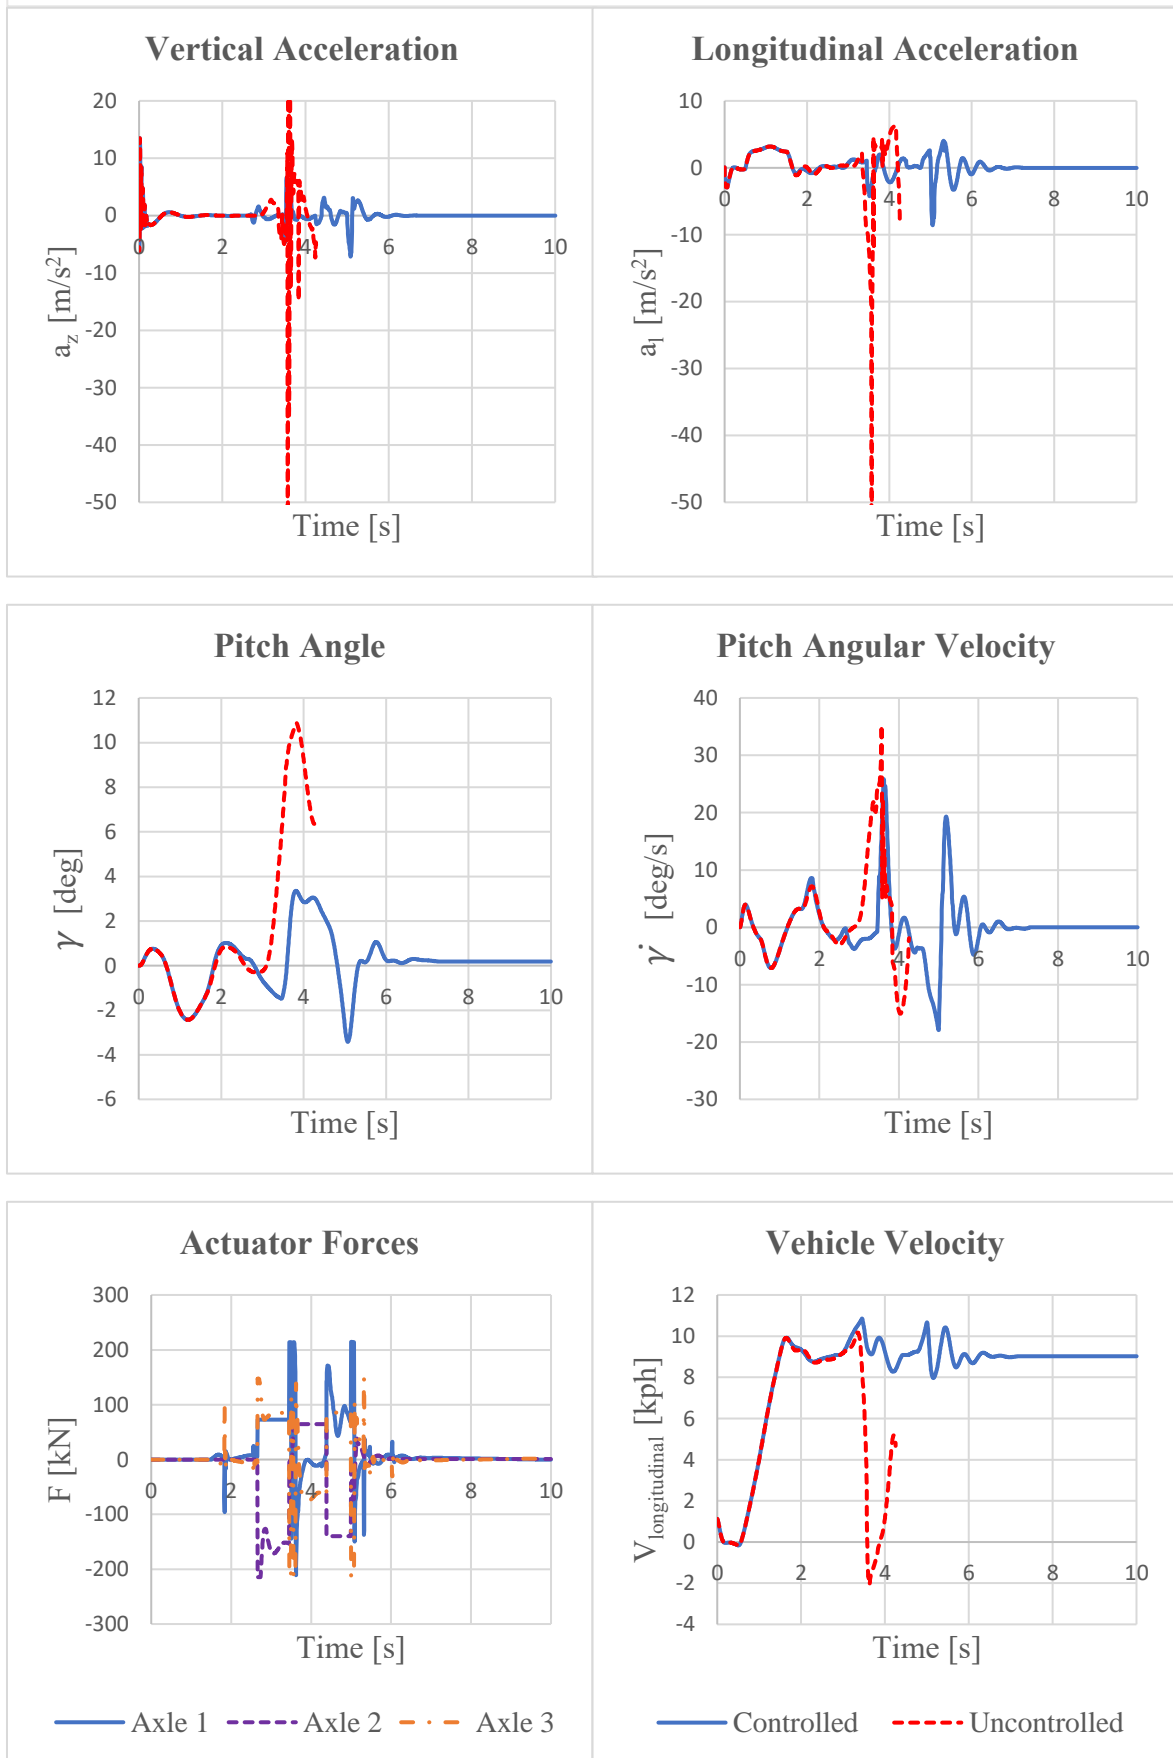 Vertical Acceleration
20
10
0
-10
-20
-30
-40
-50
0 2 4 6 8 10
a_z [m/s²]
Time [s]
Longitudinal Acceleration
10
0
-10
-20
-30
-40
-50
0 2 4 6 8 10
a_l [m/s²]
Time [s]
Pitch Angle
12
10
8
6
4
2
0
-2
-4
-6
0 2 4 6 8 10
γ [deg]
Time [s]
Pitch Angular Velocity
40
30
20
10
0
-10
-20
-30
0 2 4 6 8 10
γ̇ [deg/s]
Time [s]
Actuator Forces
300
200
100
0
-100
-200
-300
0 2 4 6 8 10
F [kN]
Time [s]
Axle 1 Axle 2 Axle 3
Vehicle Velocity
12
10
8
6
4
2
0
-2
-4
0 2 4 6 8 10
V_longitudinal [kph]
Time [s]
Controlled Uncontrolled